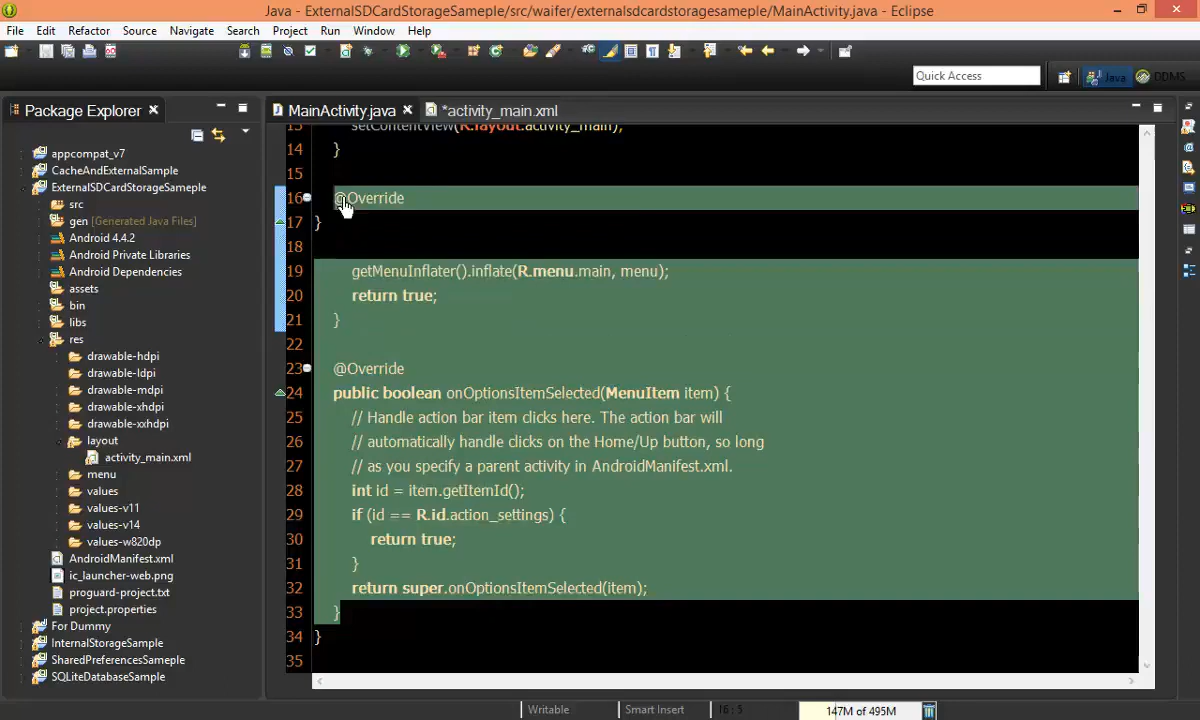 Java - ExternalSDCardStorageSameple/src/waifer/externalsdcardstoragesameple/MainActivity.java - Eclipse
File Edit Refactor Source Navigate Search Project Run Window Help
Quick Access
Java
DDMS
Package Explorer
MainActivity.java
*activity_main.xml
appcompat_v7
CacheAndExternalSample
ExternalSDCardStorageSameple
src
gen [Generated Java Files]
Android 4.4.2
Android Private Libraries
Android Dependencies
assets
bin
libs
res
drawable-hdpi
drawable-ldpi
drawable-mdpi
drawable-xhdpi
drawable-xxhdpi
layout
activity_main.xml
menu
values
values-v11
values-v14
values-w820dp
AndroidManifest.xml
ic_launcher-web.png
proguard-project.txt
project.properties
For Dummy
InternalStorageSample
SharedPreferencesSameple
SQLiteDatabaseSample
13 setContentView(R.layout.activity_main);
14 }
15
16 @Override
17 }
18
19 getMenuInflater().inflate(R.menu.main, menu);
20 return true;
21 }
22
23 @Override
24 public boolean onOptionsItemSelected(MenuItem item) {
25 // Handle action bar item clicks here. The action bar will
26 // automatically handle clicks on the Home/Up button, so long
27 // as you specify a parent activity in AndroidManifest.xml.
28 int id = item.getItemId();
29 if (id == R.id.action_settings) {
30 return true;
31 }
32 return super.onOptionsItemSelected(item);
33 }
34 }
35
Writable Smart Insert 16 : 5 147M of 495M